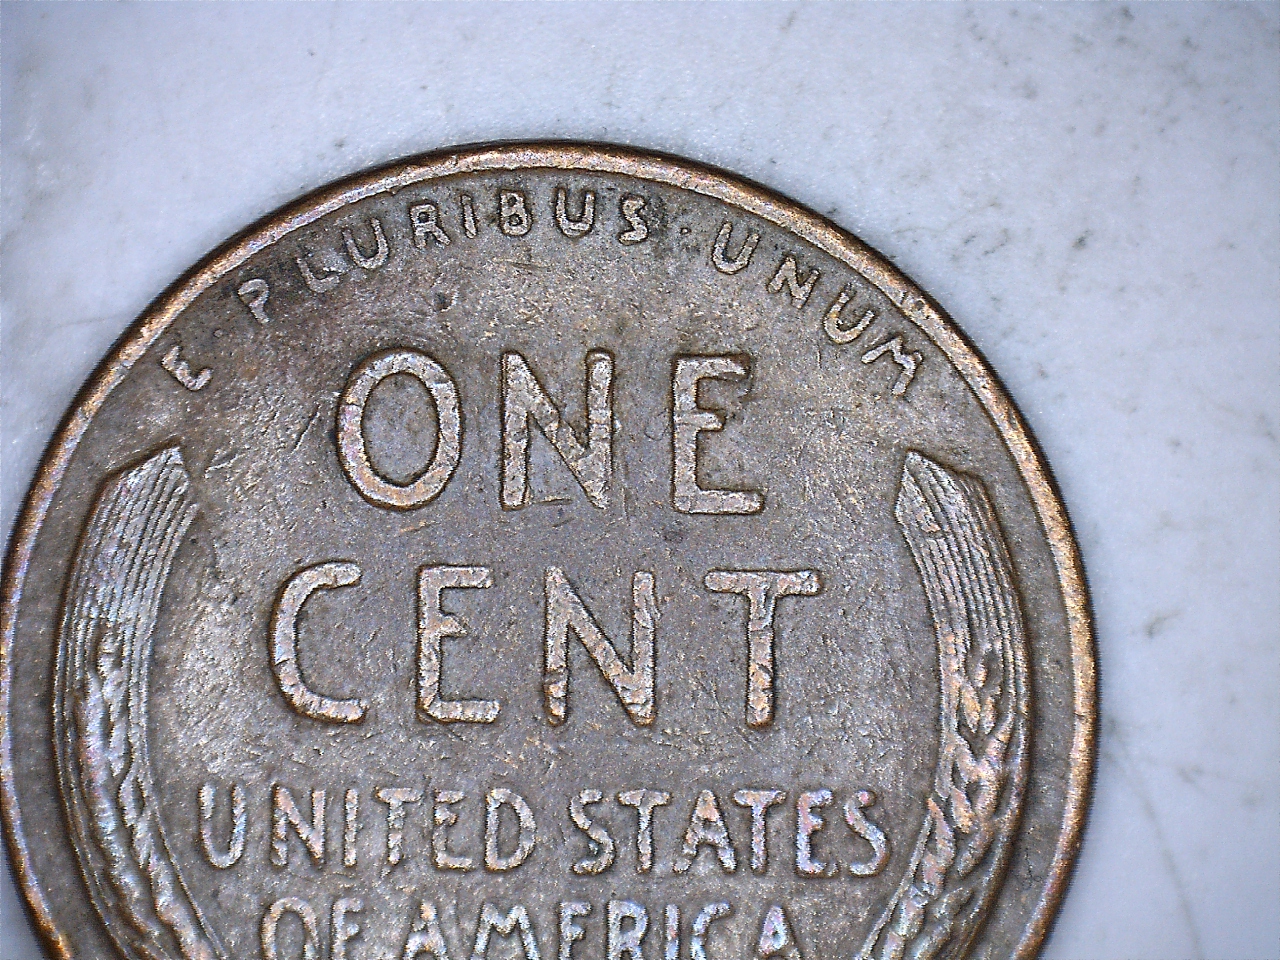 E · PLURIBUS · UNUM
ONE
CENT
UNITED STATES
OF AMERICA